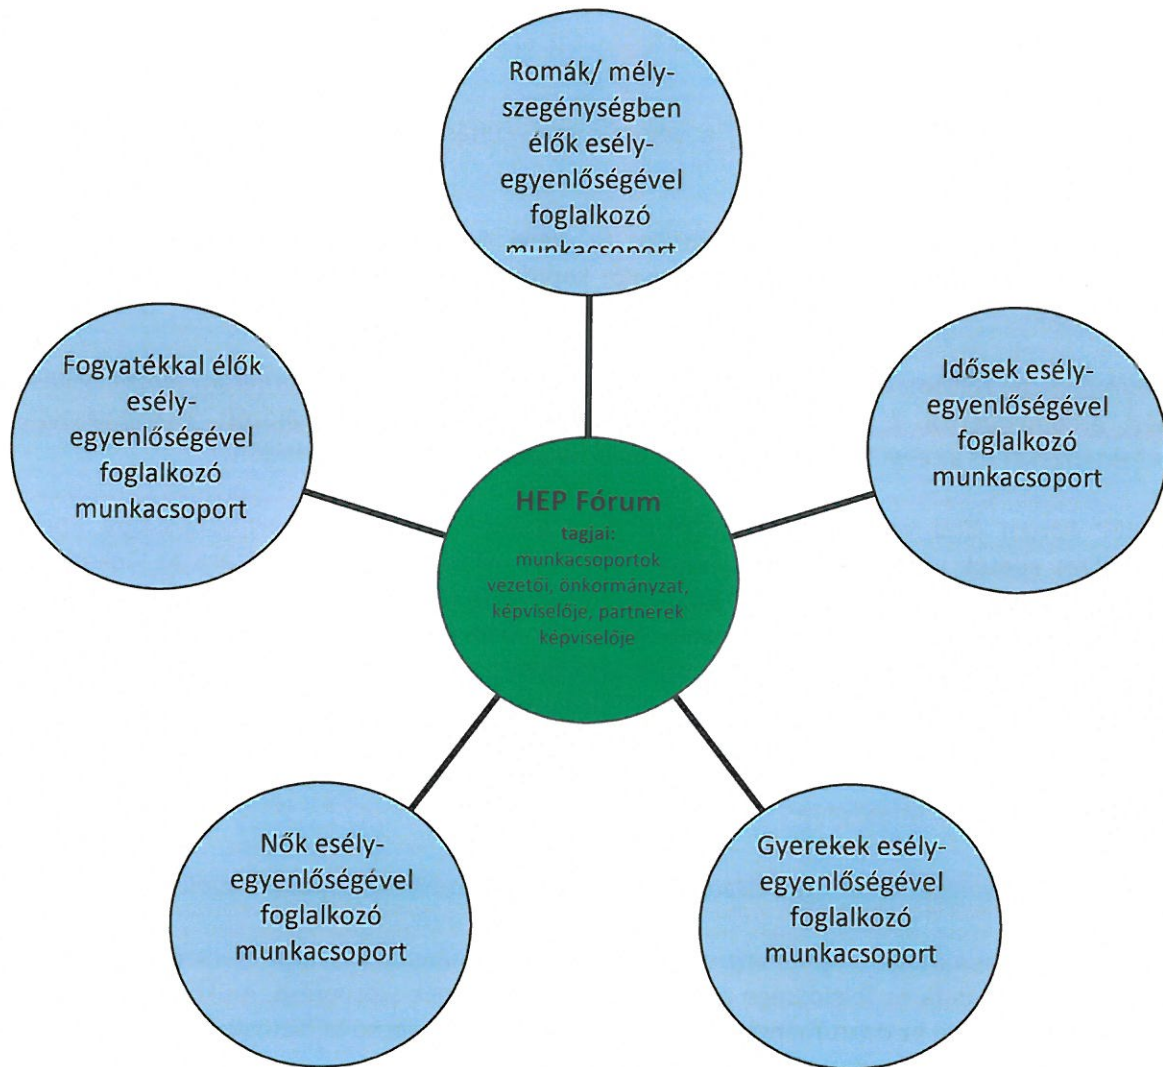 Romák/ mély-
szegénységben
élők esély-
egyenlőségével
foglalkozó
munkacsoport
Fogyatékkal élők
esély-
egyenlőségével
foglalkozó
munkacsoport
Idősek esély-
egyenlőségével
foglalkozó
munkacsoport
HEP Fórum
tagjai:
munkacsoportok
vezetői, önkormányzat,
képviselője, partnerek
képviselője
Nők esély-
egyenlőségével
foglalkozó
munkacsoport
Gyerekek esély-
egyenlőségével
foglalkozó
munkacsoport